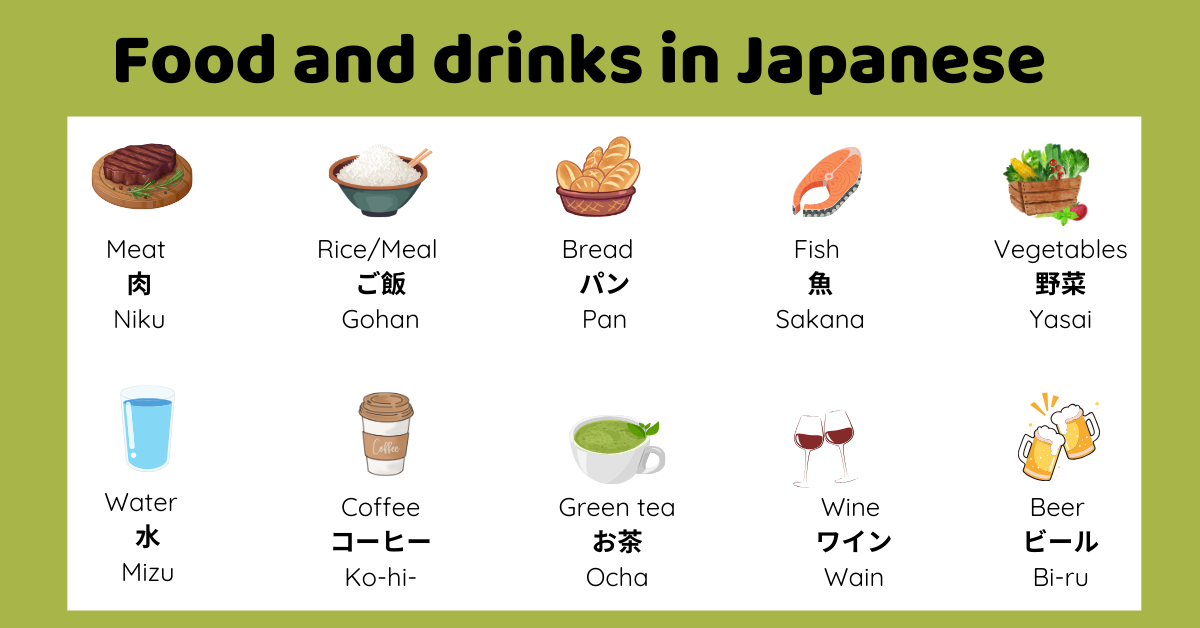 Food and drinks in Japanese
Meat
肉
Niku
Rice/Meal
ご飯
Gohan
Bread
パン
Pan
Fish
魚
Sakana
Vegetables
野菜
Yasai
Water
水
Mizu
Coffee
Coffee
コーヒー
Ko-hi-
Green tea
お茶
Ocha
Wine
ワイン
Wain
Beer
ビール
Bi-ru